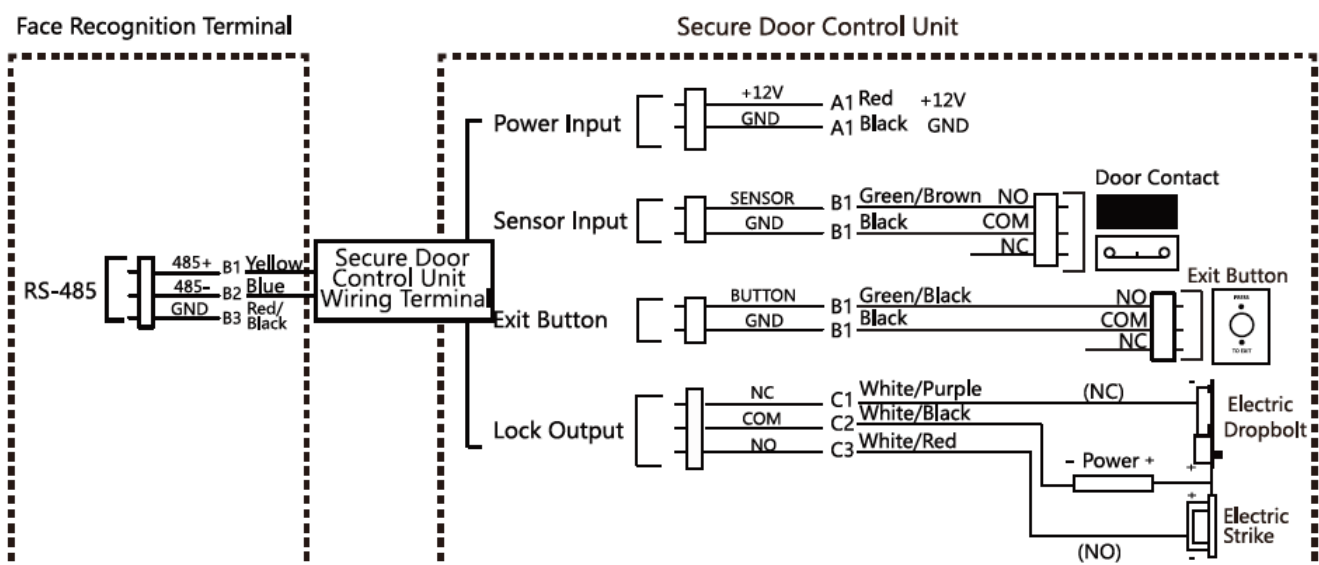 Face Recognition Terminal
Secure Door Control Unit
Power Input
+12V
A1 Red +12V
GND
A1 Black GND
Sensor Input
SENSOR
B1 Green/Brown NO
GND
B1 Black COM
NC
Door Contact
RS-485
485+ B1 Yellow
485- B2 Blue
GND B3 Red/
Black
Secure Door
Control Unit
Wiring Terminal
Exit Button
BUTTON
B1 Green/Black NO
GND
B1 Black COM
NC
Exit Button
PRESS
TO EXIT
Lock Output
NC
C1 White/Purple (NC)
COM
C2 White/Black
NO
C3 White/Red
-
Electric
Dropbolt
+
- Power +
+
Electric
Strike
-
(NO)